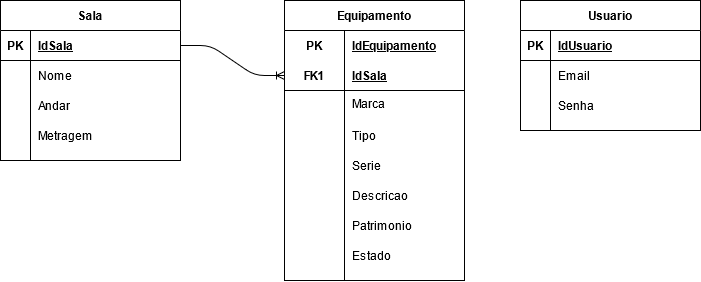 Sala
PK IdSala
Nome
Andar
Metragem
Equipamento
PK IdEquipamento
FK1 IdSala
Marca
Tipo
Serie
Descricao
Patrimonio
Estado
Usuario
PK IdUsuario
Email
Senha